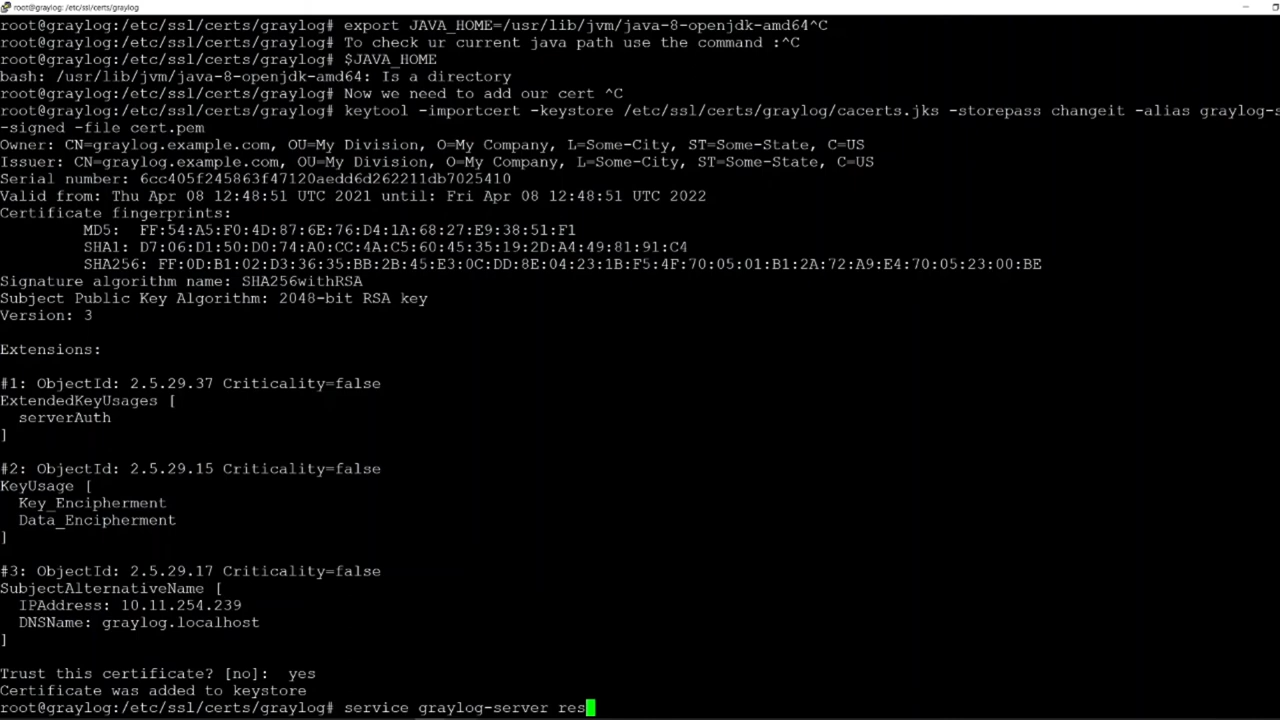 root@graylog: /etc/ssl/certs/graylog
root@graylog:/etc/ssl/certs/graylog# export JAVA_HOME=/usr/lib/jvm/java-8-openjdk-amd64^C
root@graylog:/etc/ssl/certs/graylog# To check ur current java path use the command :^C
root@graylog:/etc/ssl/certs/graylog# $JAVA_HOME
bash: /usr/lib/jvm/java-8-openjdk-amd64: Is a directory
root@graylog:/etc/ssl/certs/graylog# Now we need to add our cert ^C
root@graylog:/etc/ssl/certs/graylog# keytool -importcert -keystore /etc/ssl/certs/graylog/cacerts.jks -storepass changeit -alias graylog-s
-signed -file cert.pem
Owner: CN=graylog.example.com, OU=My Division, O=My Company, L=Some-City, ST=Some-State, C=US
Issuer: CN=graylog.example.com, OU=My Division, O=My Company, L=Some-City, ST=Some-State, C=US
Serial number: 6cc405f245863f47120aedd6d262211db7025410
Valid from: Thu Apr 08 12:48:51 UTC 2021 until: Fri Apr 08 12:48:51 UTC 2022
Certificate fingerprints:
MD5: FF:54:A5:F0:4D:87:6E:76:D4:1A:68:27:E9:38:51:F1
SHA1: D7:06:D1:50:D0:74:A0:CC:4A:C5:60:45:35:19:2D:A4:49:81:91:C4
SHA256: FF:0D:B1:02:D3:36:35:BB:2B:45:E3:0C:DD:8E:04:23:1B:F5:4F:70:05:01:B1:2A:72:A9:E4:70:05:23:00:BE
Signature algorithm name: SHA256withRSA
Subject Public Key Algorithm: 2048-bit RSA key
Version: 3
Extensions:
#1: ObjectId: 2.5.29.37 Criticality=false
ExtendedKeyUsages [
serverAuth
]
#2: ObjectId: 2.5.29.15 Criticality=false
KeyUsage [
Key_Encipherment
Data_Encipherment
]
#3: ObjectId: 2.5.29.17 Criticality=false
SubjectAlternativeName [
IPAddress: 10.11.254.239
DNSName: graylog.localhost
]
Trust this certificate? [no]: yes
Certificate was added to keystore
root@graylog:/etc/ssl/certs/graylog# service graylog-server res